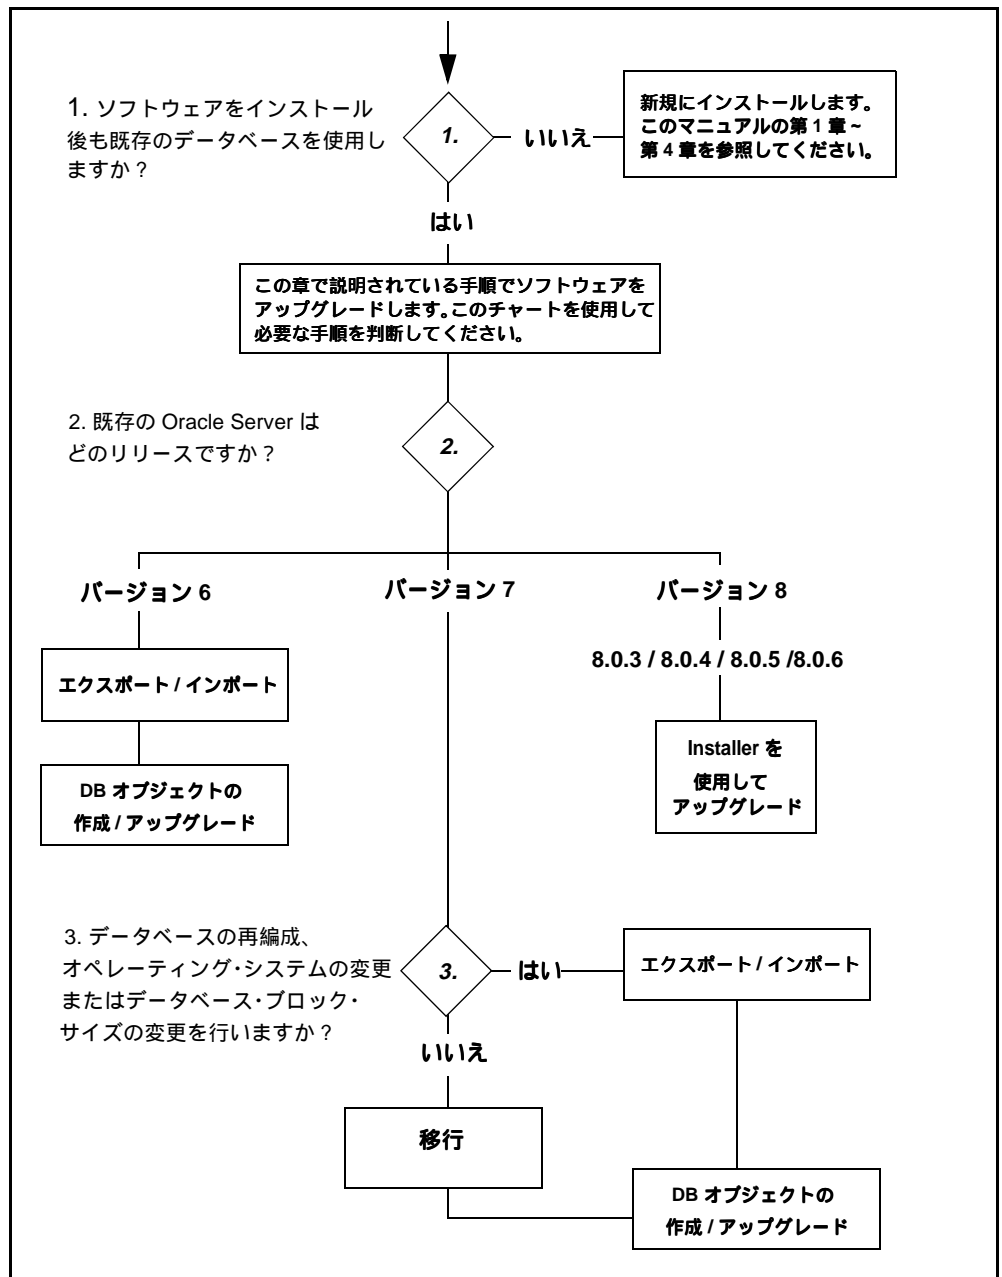 1. ソフトウェアをインストール
後も既存のデータベースを使用し
ますか？
1.
いいえ
新規にインストールします。
このマニュアルの第 1 章～
第 4 章を参照してください。
はい
この章で説明されている手順でソフトウェアを
アップグレードします。このチャートを使用して
必要な手順を判断してください。
2. 既存の Oracle Server は
どのリリースですか？
2.
バージョン 6
バージョン 7
バージョン 8
エクスポート / インポート
8.0.3 / 8.0.4 / 8.0.5 /8.0.6
DB オブジェクトの
作成 / アップグレード
Installer を
使用して
アップグレード
3. データベースの再編成、
オペレーティング・システムの変更
またはデータベース・ブロック・
サイズの変更を行いますか？
3.
はい
エクスポート / インポート
いいえ
移行
DB オブジェクトの
作成 / アップグレード